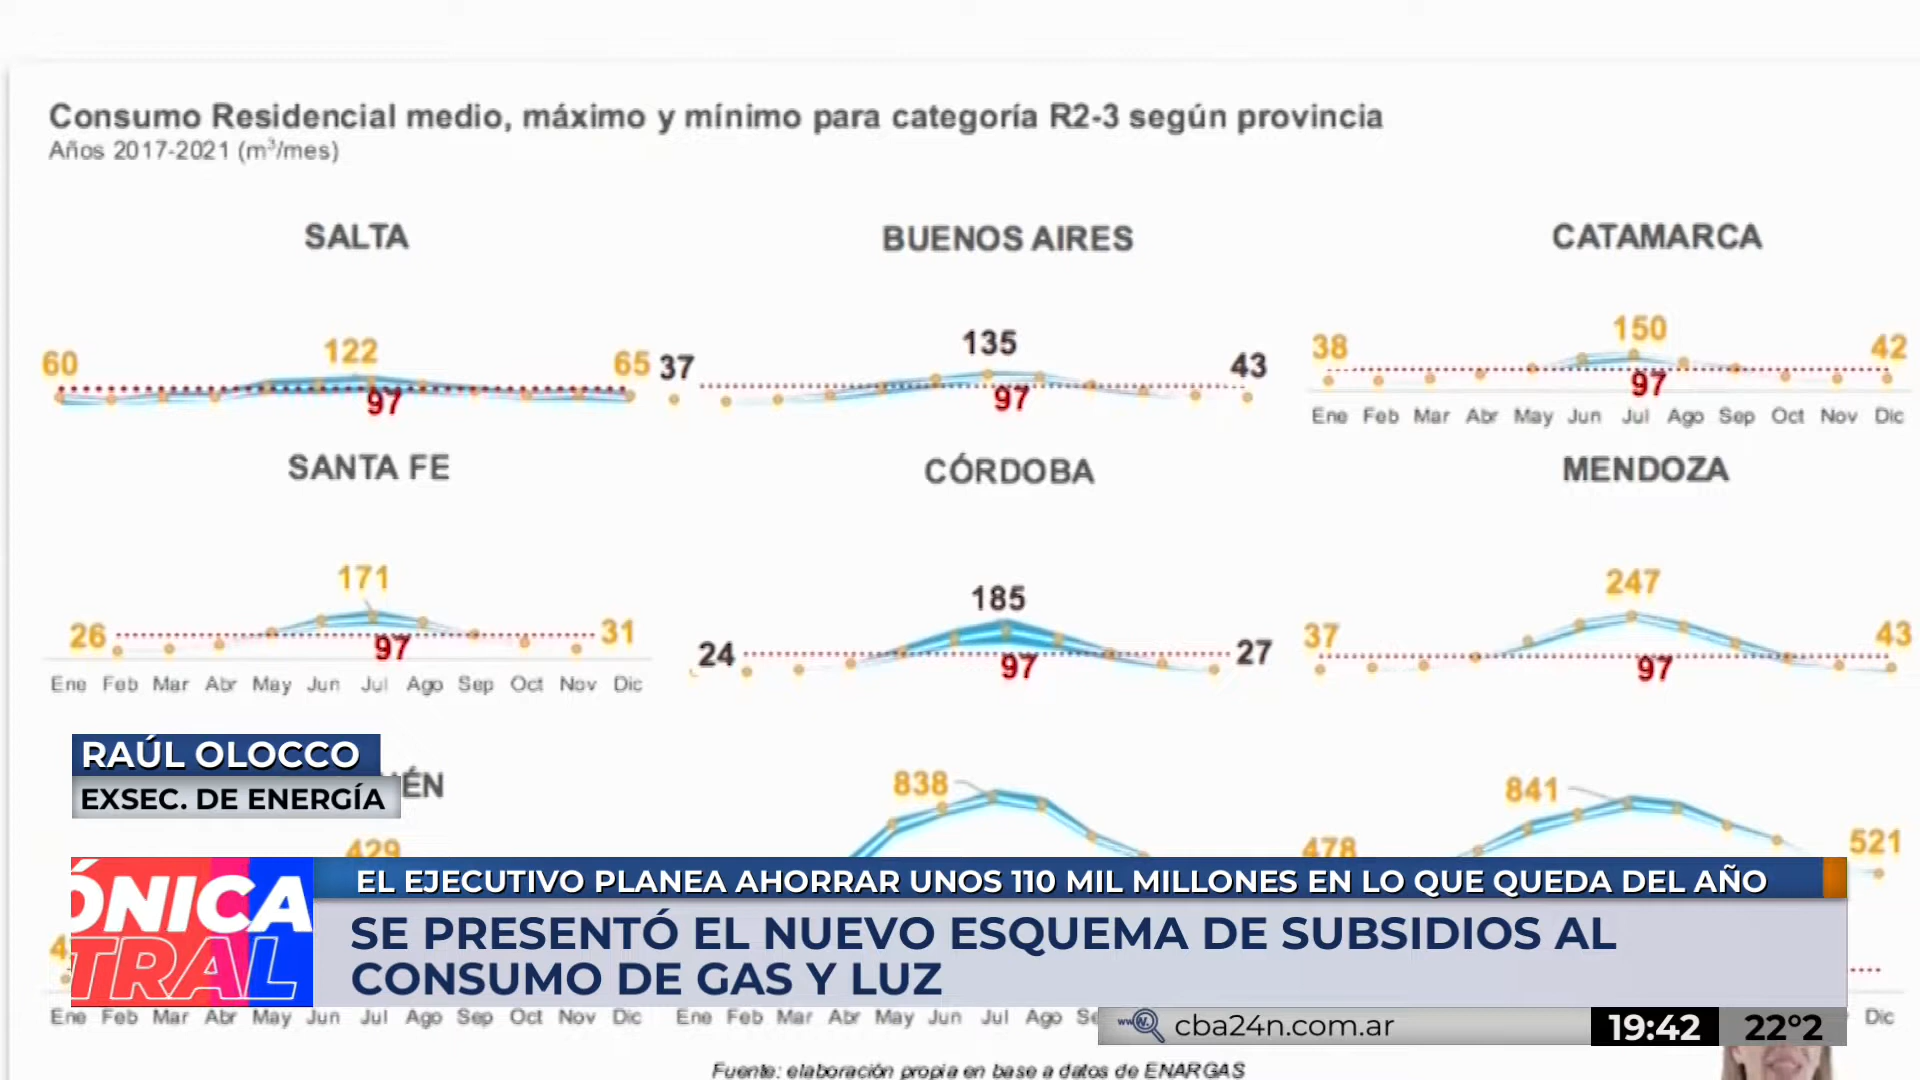 Consumo Residencial medio, máximo y mínimo para categoría R2-3 según provincia
Años 2017-2021 (m³/mes)
SALTA
BUENOS AIRES
CATAMARCA
60 122 65
97
37 135 43
97
38 150 42
97
Ene Feb Mar Abr May Jun Jul Ago Sep Oct Nov Dic
SANTA FE
CÓRDOBA
MENDOZA
26 171 31
97
24 185 27
97
37 247 43
97
Ene Feb Mar Abr May Jun Jul Ago Sep Oct Nov Dic
RAÚL OLOCCO
EXSEC. DE ENERGÍA
ÉN
429
838
478 841 521
EL EJECUTIVO PLANEA AHORRAR UNOS 110 MIL MILLONES EN LO QUE QUEDA DEL AÑO
ÓNICA
TRAL
SE PRESENTÓ EL NUEVO ESQUEMA DE SUBSIDIOS AL
CONSUMO DE GAS Y LUZ
Ene Feb Mar Abr May Jun Jul Ago Sep Oct Nov Dic
Ene Feb Mar Abr May Jun Jul Ago
Dic
cba24n.com.ar
19:42 22°2
Fuente: elaboración propia en base a datos de ENARGAS